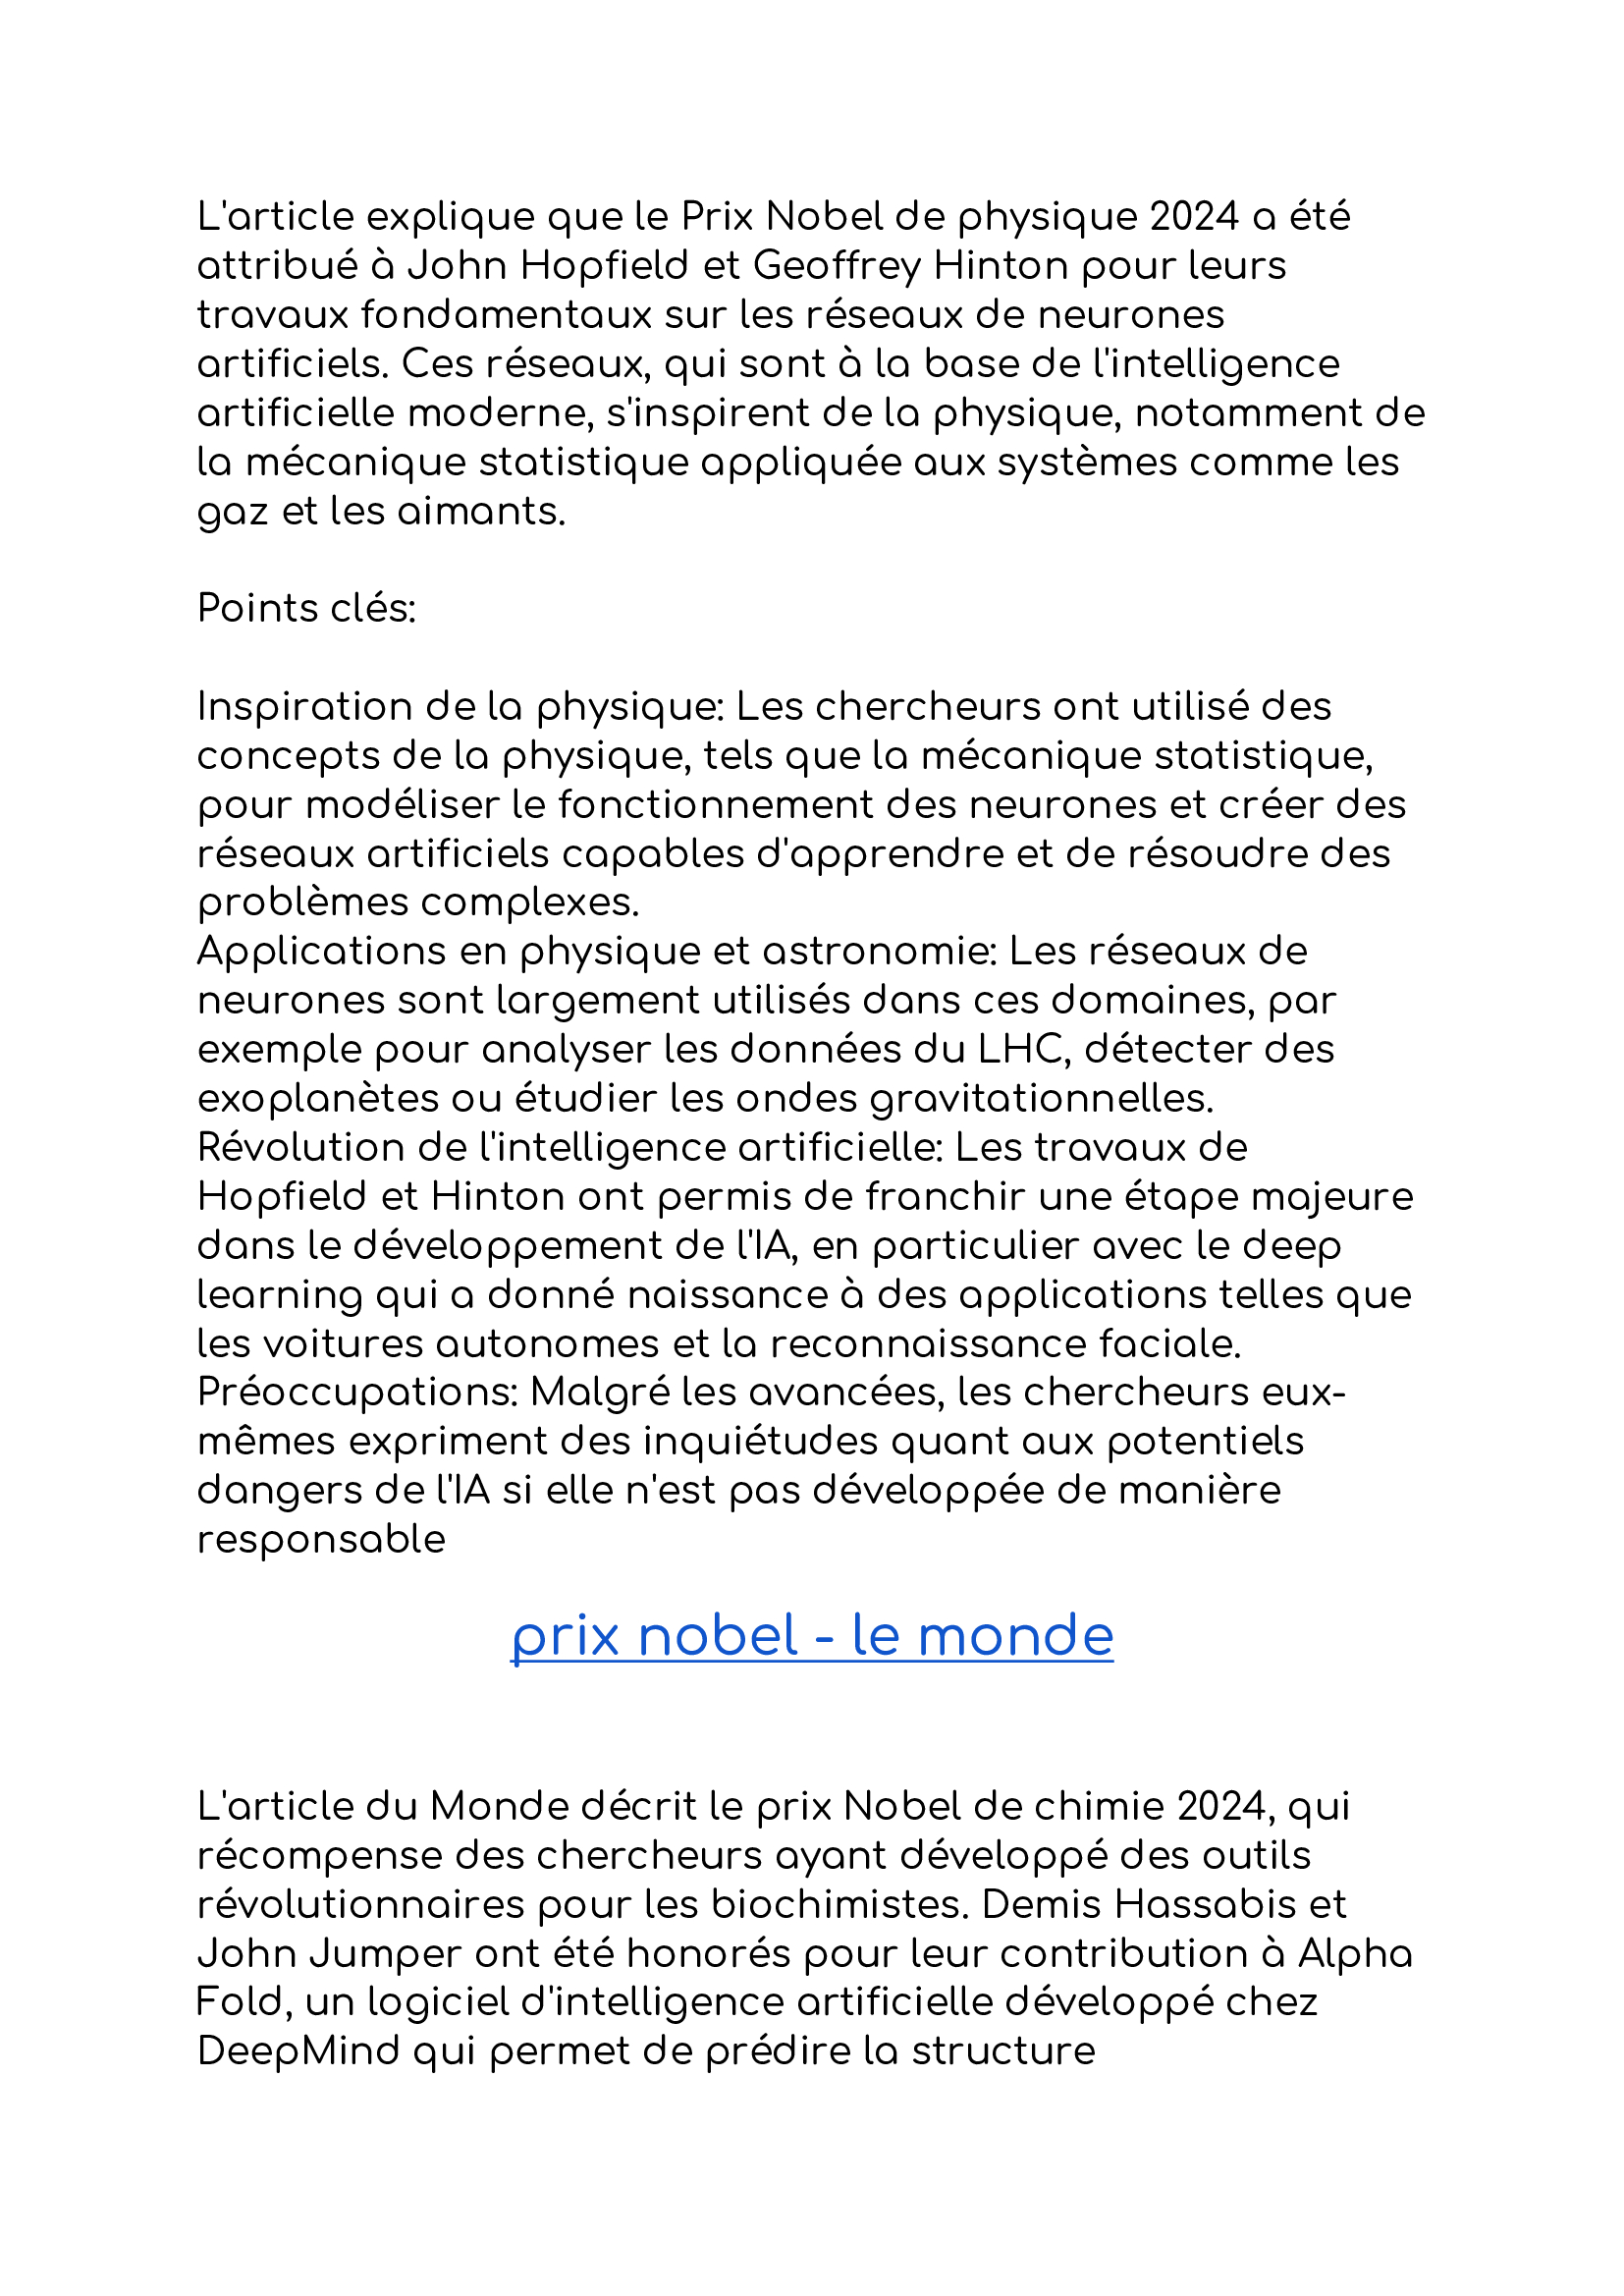 L'article explique que le Prix Nobel de physique 2024 a été
attribué à John Hopfield et Geoffrey Hinton pour leurs
travaux fondamentaux sur les réseaux de neurones
artificiels. Ces réseaux, qui sont à la base de l'intelligence
artificielle moderne, s'inspirent de la physique, notamment de
la mécanique statistique appliquée aux systèmes comme les
gaz et les aimants.
Points clés:
Inspiration de la physique: Les chercheurs ont utilisé des
concepts de la physique, tels que la mécanique statistique,
pour modéliser le fonctionnement des neurones et créer des
réseaux artificiels capables d'apprendre et de résoudre des
problèmes complexes.
Applications en physique et astronomie: Les réseaux de
neurones sont largement utilisés dans ces domaines, par
exemple pour analyser les données du LHC, détecter des
exoplanètes ou étudier les ondes gravitationnelles.
Révolution de l'intelligence artificielle: Les travaux de
Hopfield et Hinton ont permis de franchir une étape majeure
dans le développement de l'IA, en particulier avec le deep
learning qui a donné naissance à des applications telles que
les voitures autonomes et la reconnaissance faciale.
Préoccupations: Malgré les avancées, les chercheurs eux-
mêmes expriment des inquiétudes quant aux potentiels
dangers de l'IA si elle n'est pas développée de manière
responsable
prix nobel - le monde
L'article du Monde décrit le prix Nobel de chimie 2024, qui
récompense des chercheurs ayant développé des outils
révolutionnaires pour les biochimistes. Demis Hassabis et
John Jumper ont été honorés pour leur contribution à Alpha
Fold, un logiciel d'intelligence artificielle développé chez
DeepMind qui permet de prédire la structure